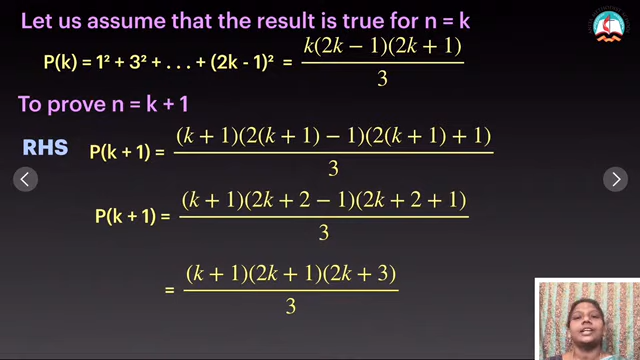 Let us assume that the result is true for n = k
P(k) = 1² + 3² + . . . + (2k - 1)² = k(2k − 1)(2k + 1) / 3
To prove n = k + 1
RHS P(k + 1) = (k + 1)(2(k + 1) − 1)(2(k + 1) + 1) / 3
P(k + 1) = (k + 1)(2k + 2 − 1)(2k + 2 + 1) / 3
= (k + 1)(2k + 1)(2k + 3) / 3